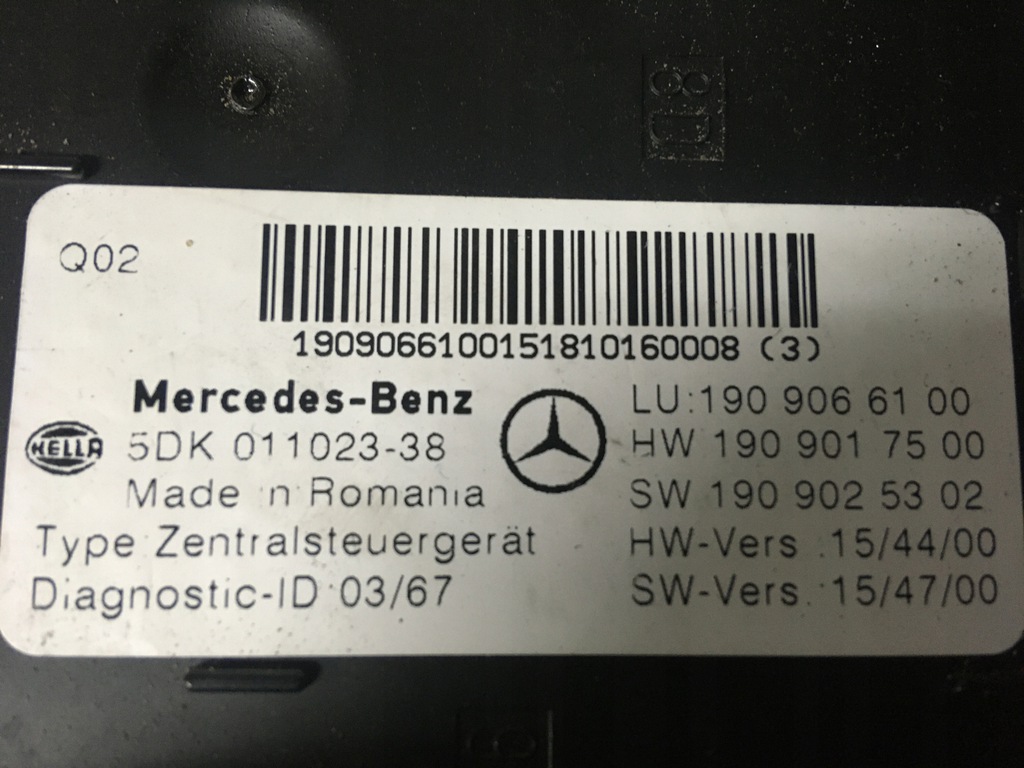 8D
Q02
1909066100151810160008 (3)
Mercedes-Benz
HELLA
5DK 011023-38
Made in Romania
Type Zentralsteuergerät
Diagnostic-ID 03/67
LU:190 906 61 00
HW 190 901 75 00
SW 190 902 53 02
HW-Vers. :15/44/00
SW-Vers. :15/47/00